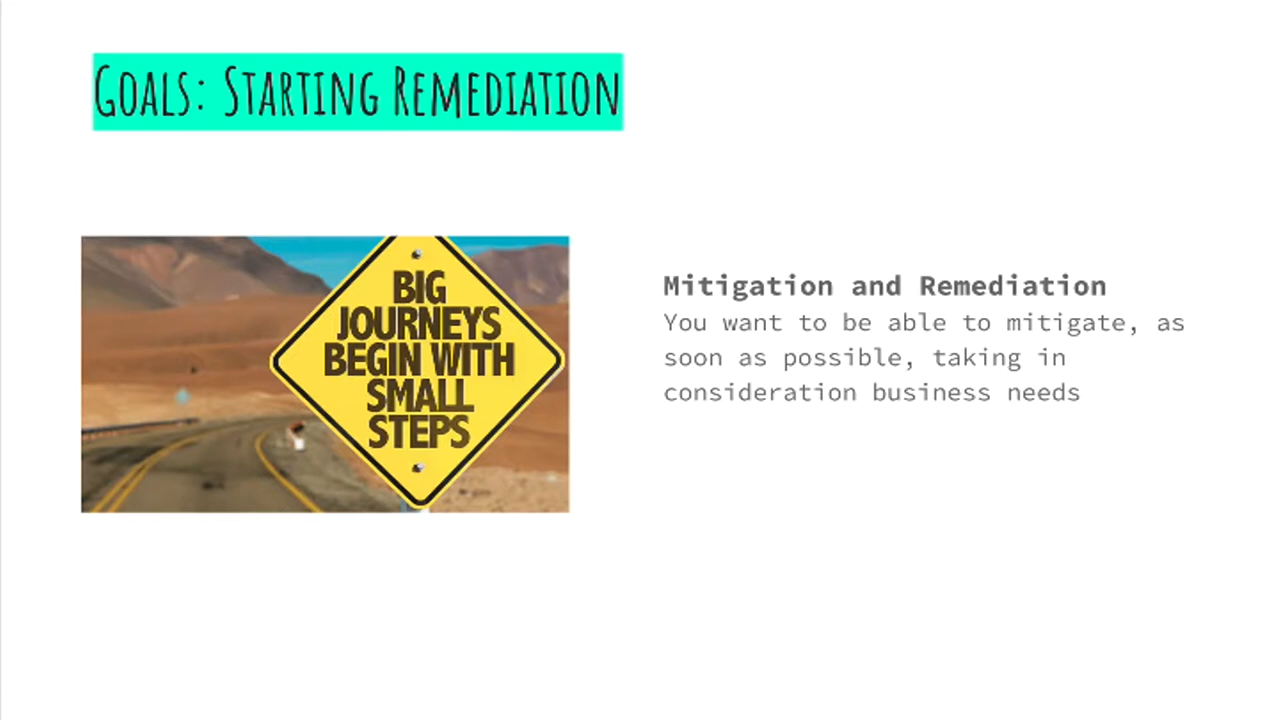 Goals: Starting Remediation
BIG
JOURNEYS
BEGIN WITH
SMALL
STEPS
Mitigation and Remediation
You want to be able to mitigate, as
soon as possible, taking in
consideration business needs